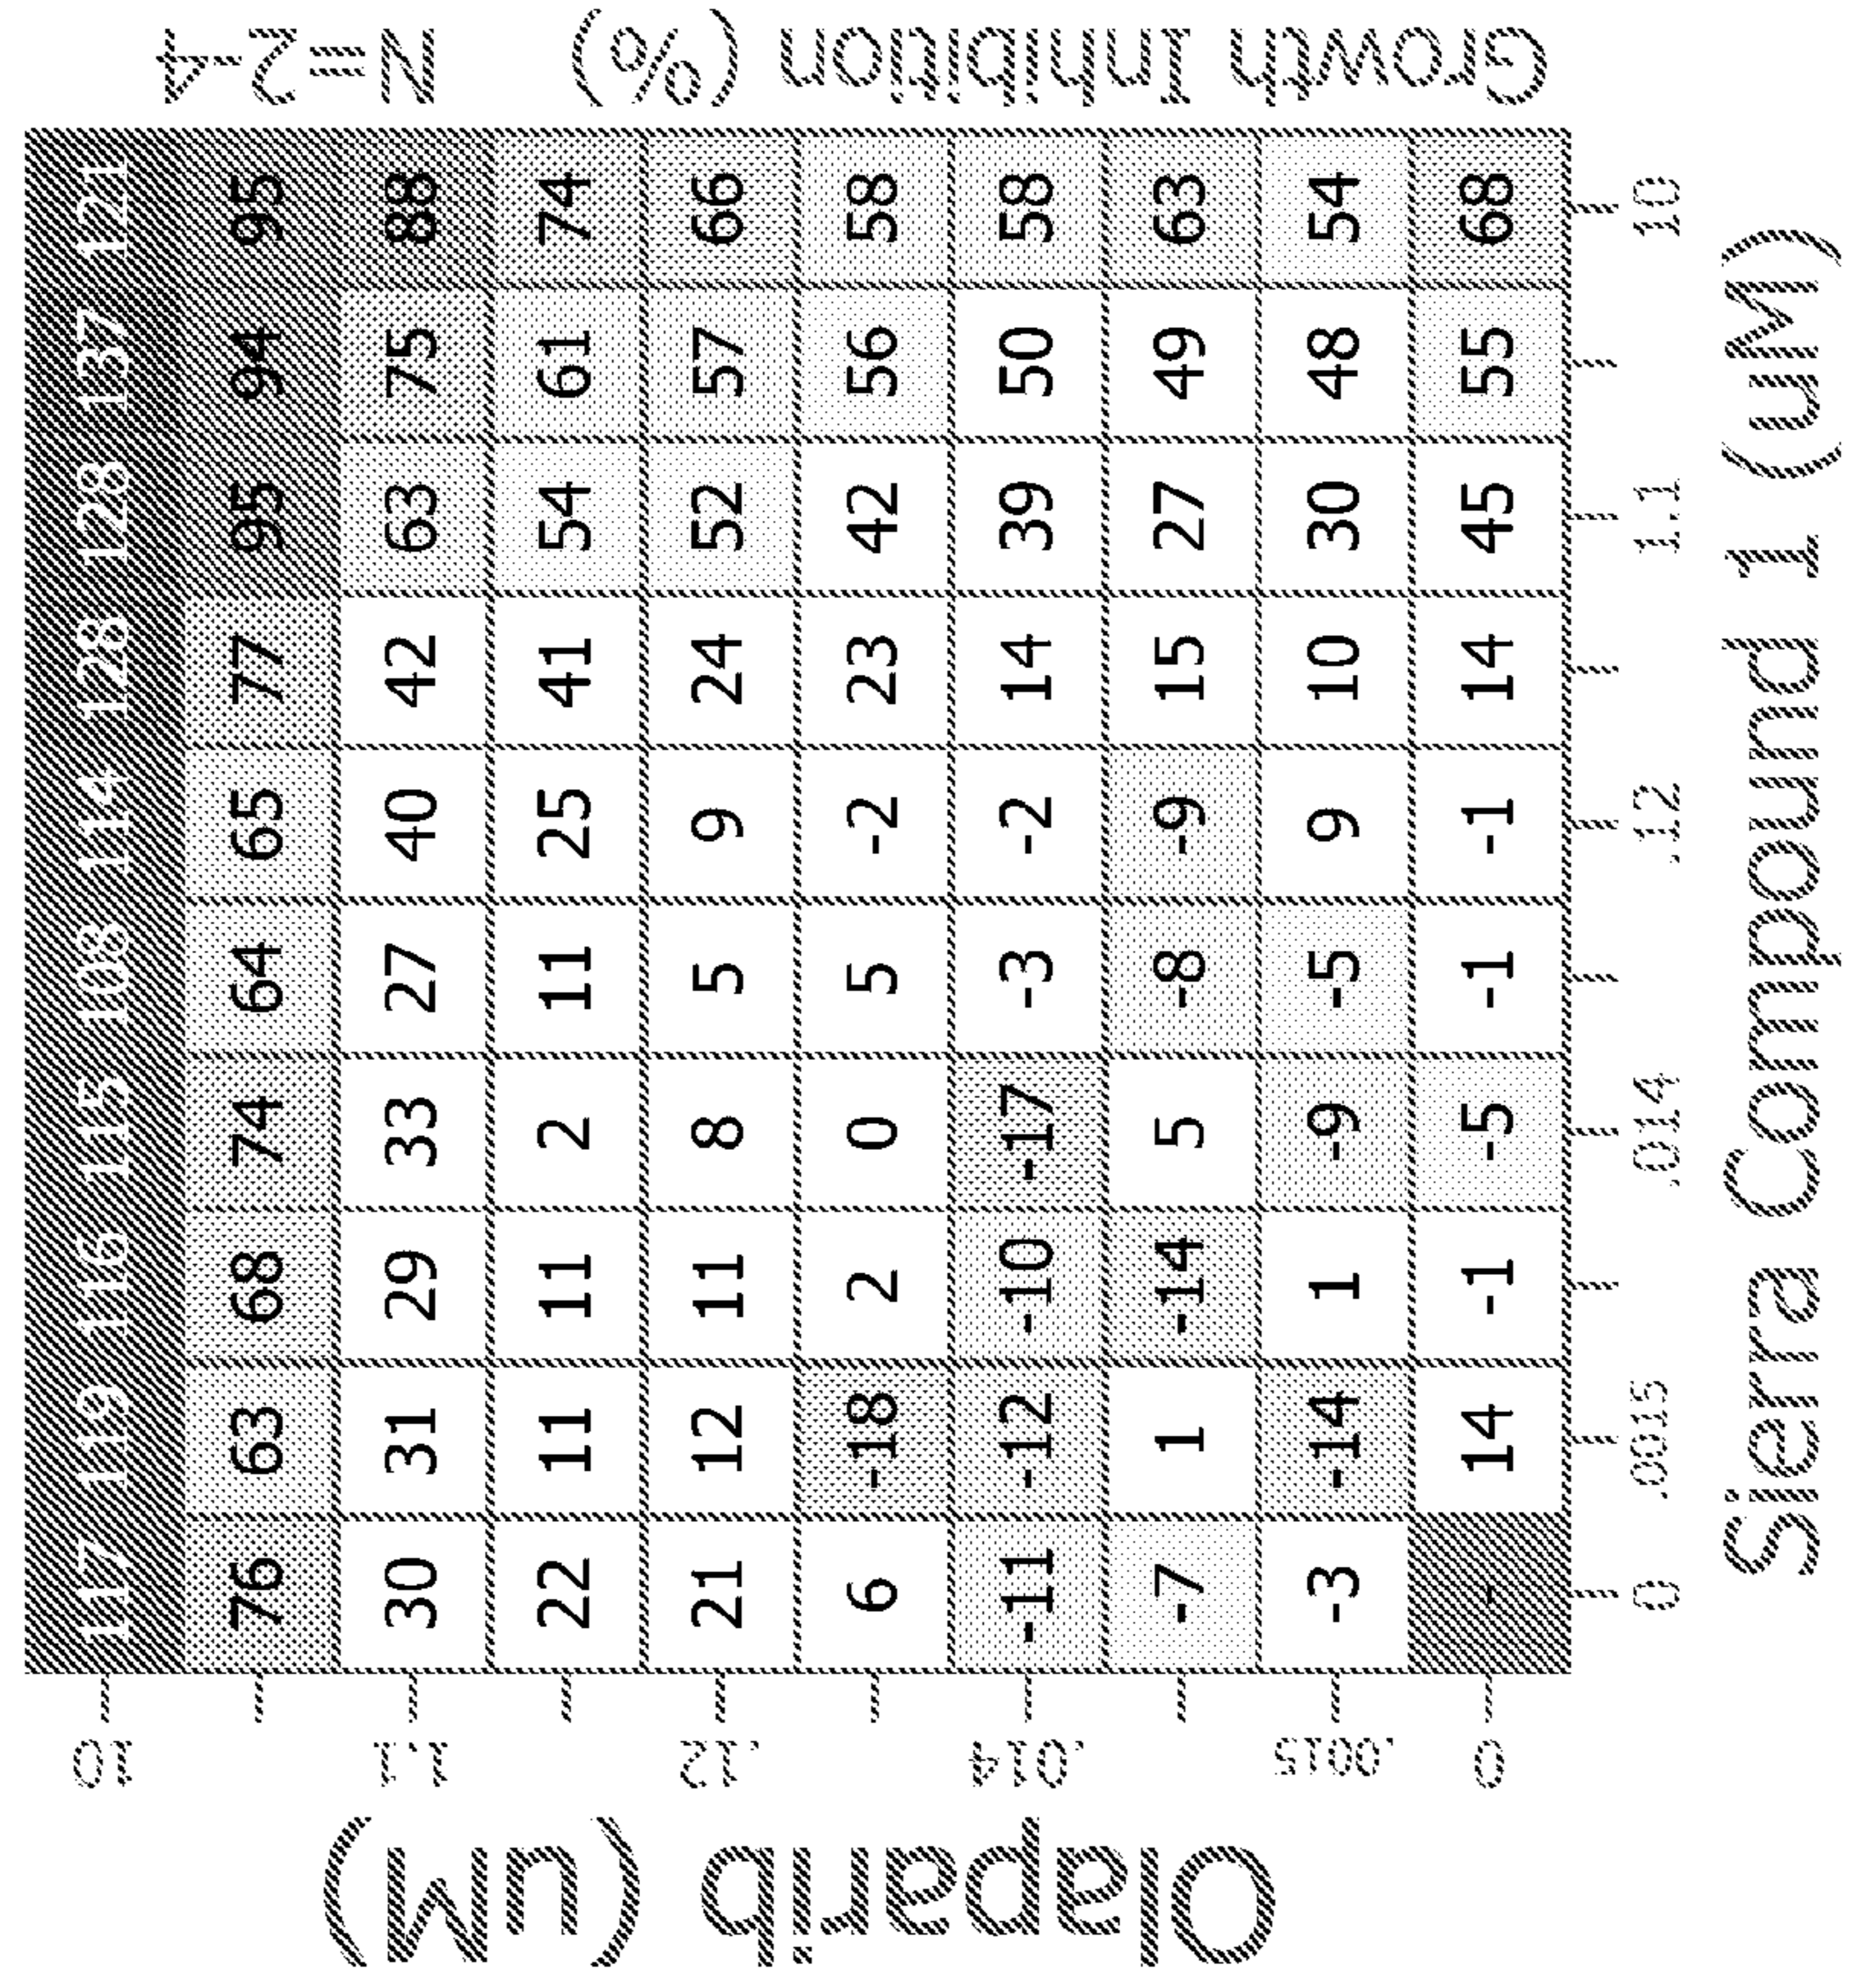 Olaparib (uM)
Growth Inhibition (%)
N=2-4
10 117 119 116 115 108 114 128 128 137 121
76 63 68 74 64 65 77 95 94 95
1.1 30 31 29 33 27 40 42 63 75 88
22 11 11 2 11 25 41 54 61 74
.12 21 12 11 8 5 9 24 52 57 66
6 -18 2 0 5 -2 23 42 56 58
.014 -11 -12 -10 -17 -3 -2 14 39 50 58
-7 1 -14 5 -8 -9 15 27 49 63
.0015 -3 -14 1 -9 -5 9 10 30 48 54
0 - 14 -1 -5 -1 -1 14 45 55 68
0 .0015 .014 .12 1.1 10
Sierra Compound 1 (uM)